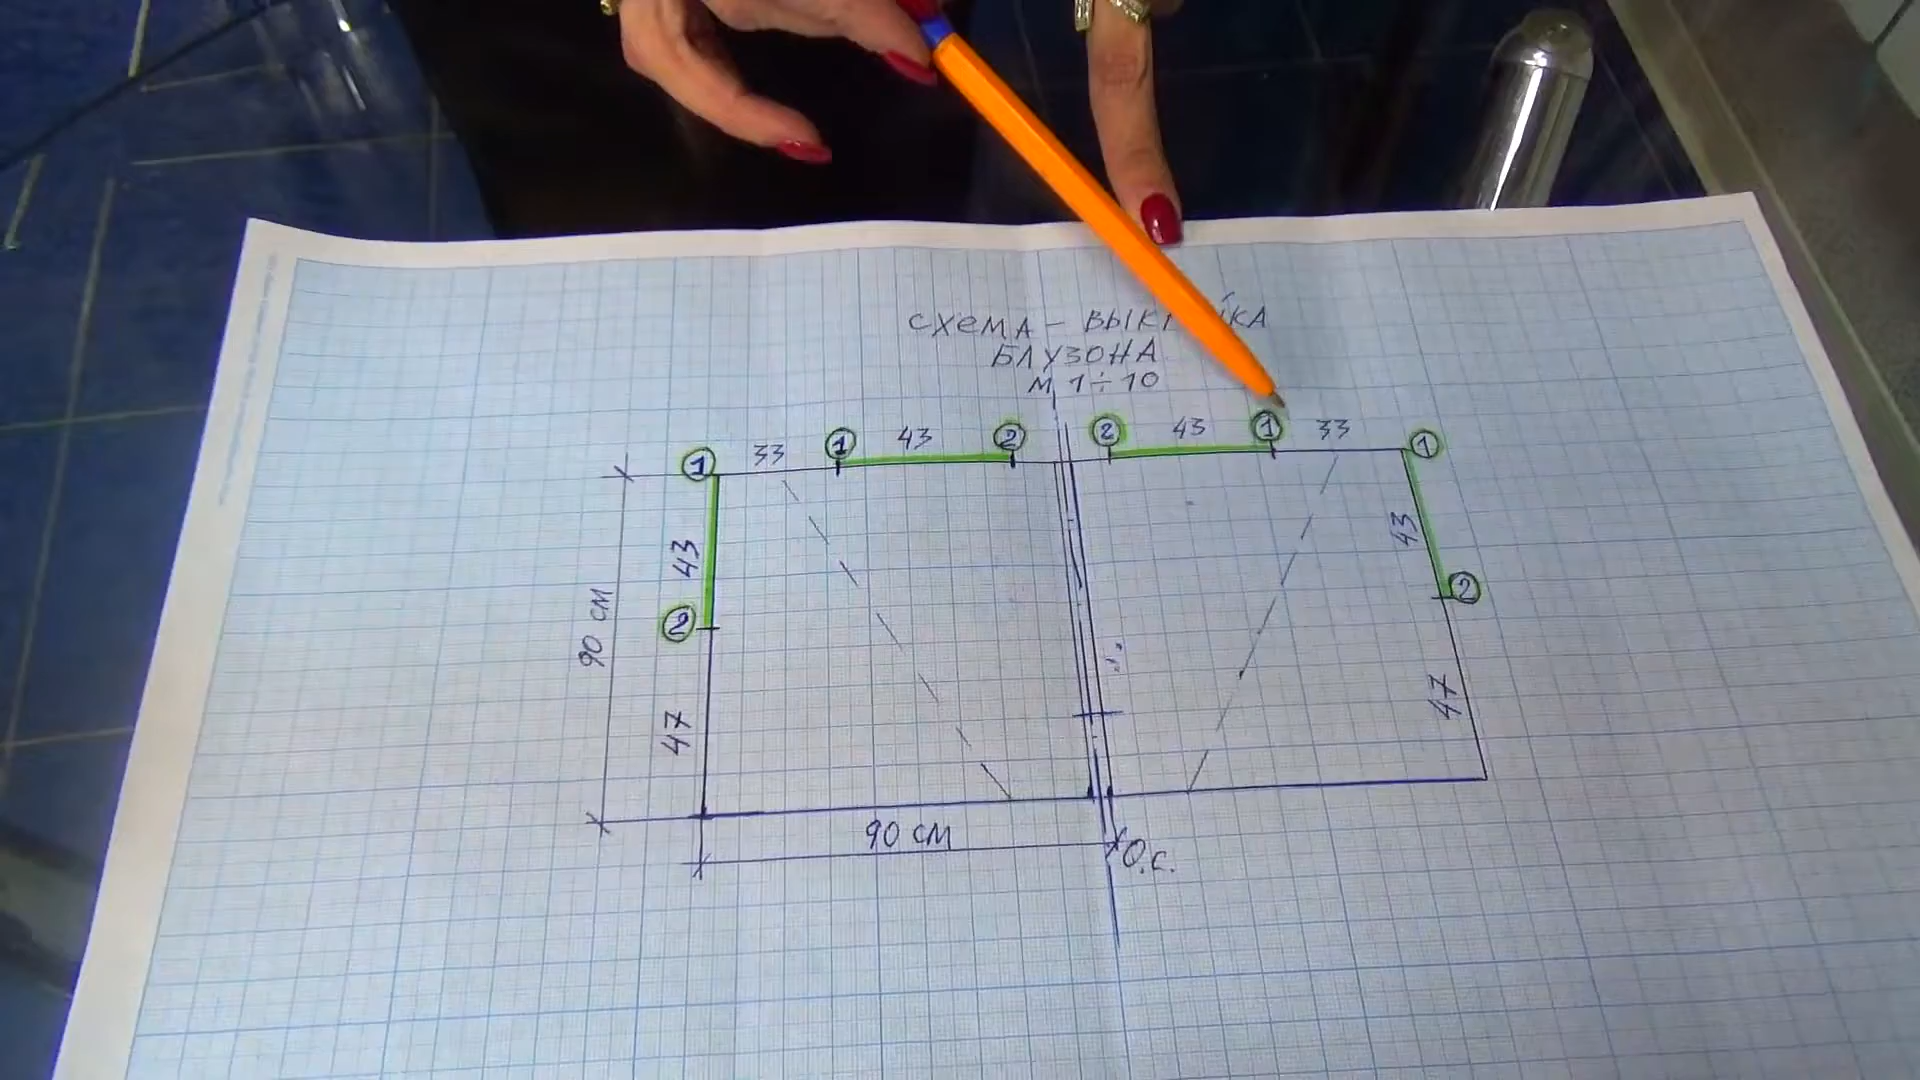 СХЕМА – ВЫКРОЙКА
БЛУЗОНА
М 1÷10
1 33 1 43 2 2 43 1 33 1
43 43
2 2
90 СМ
47 47
90 СМ
О.С.